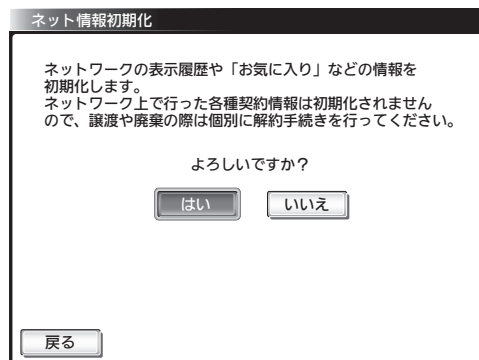 ネット情報初期化
ネットワークの表示履歴や「お気に入り」などの情報を
初期化します。
ネットワーク上で行った各種契約情報は初期化されません
ので、譲渡や廃棄の際は個別に解約手続きを行ってください。
よろしいですか？
はい いいえ
戻る